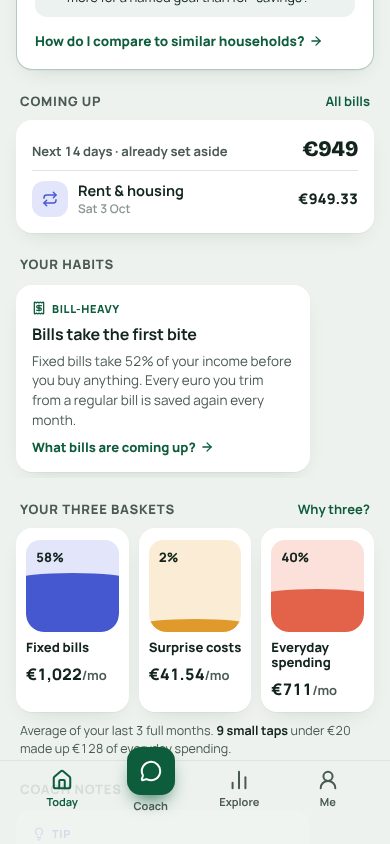 How do I compare to similar households? →
COMING UP
All bills
Next 14 days · already set aside
€949
Rent & housing
Sat 3 Oct
€949.33
YOUR HABITS
BILL-HEAVY
Bills take the first bite
Fixed bills take 52% of your income before
you buy anything. Every euro you trim
from a regular bill is saved again every
month.
What bills are coming up? →
YOUR THREE BASKETS
Why three?
58%
Fixed bills
€1,022/mo
2%
Surprise costs
€41.54/mo
40%
Everyday
spending
€711/mo
Average of your last 3 full months. 9 small taps under €20
made up €128 of everyday spending.
COACH NOTES
TIP
Today
Coach
Explore
Me